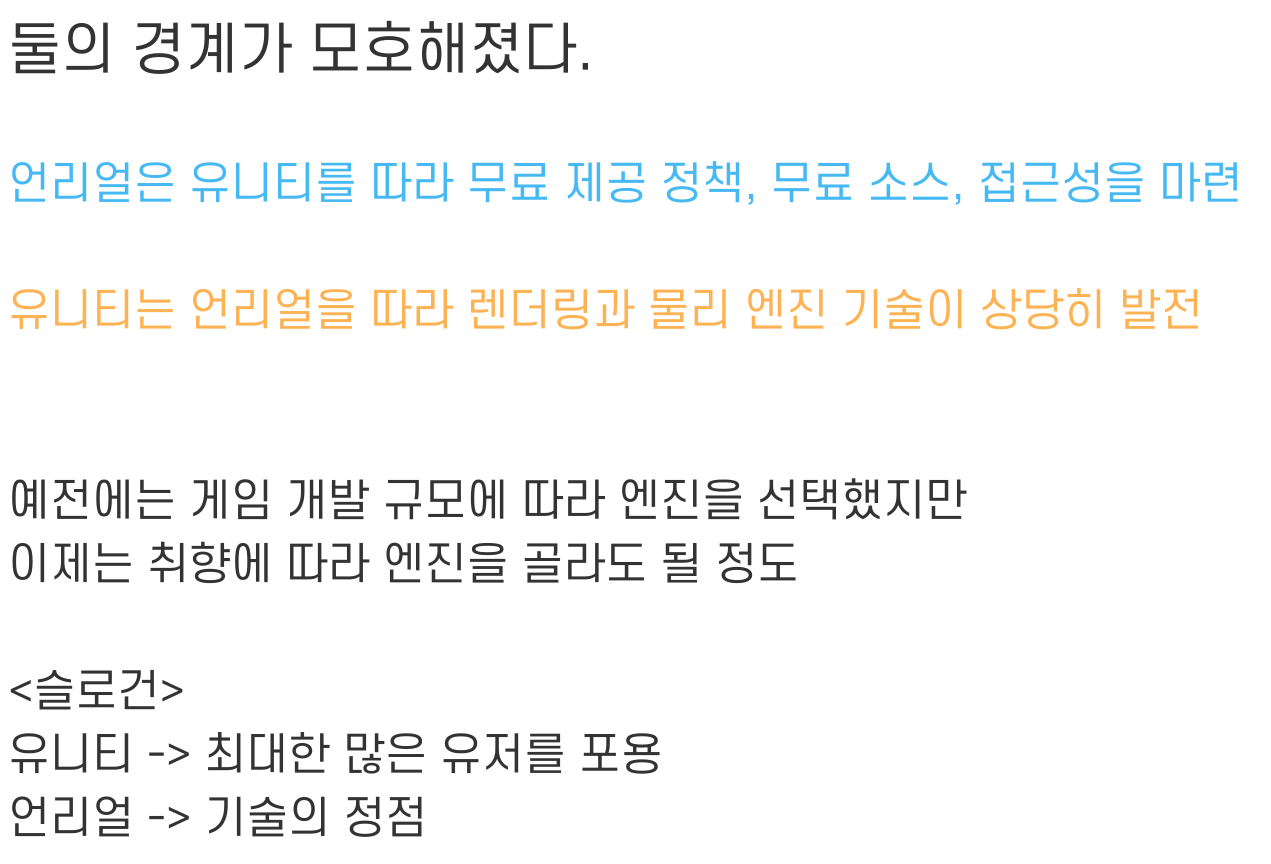 둘의 경계가 모호해졌다.
언리얼은 유니티를 따라 무료 제공 정책, 무료 소스, 접근성을 마련
유니티는 언리얼을 따라 렌더링과 물리 엔진 기술이 상당히 발전
예전에는 게임 개발 규모에 따라 엔진을 선택했지만
이제는 취향에 따라 엔진을 골라도 될 정도
<슬로건>
유니티 -> 최대한 많은 유저를 포용
언리얼 -> 기술의 정점